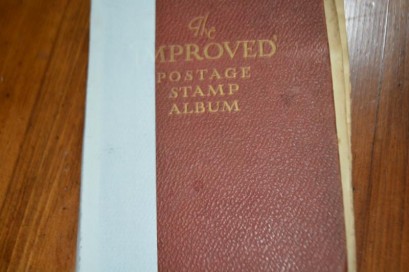 The
'IMPROVED'
POSTAGE
STAMP
ALBUM